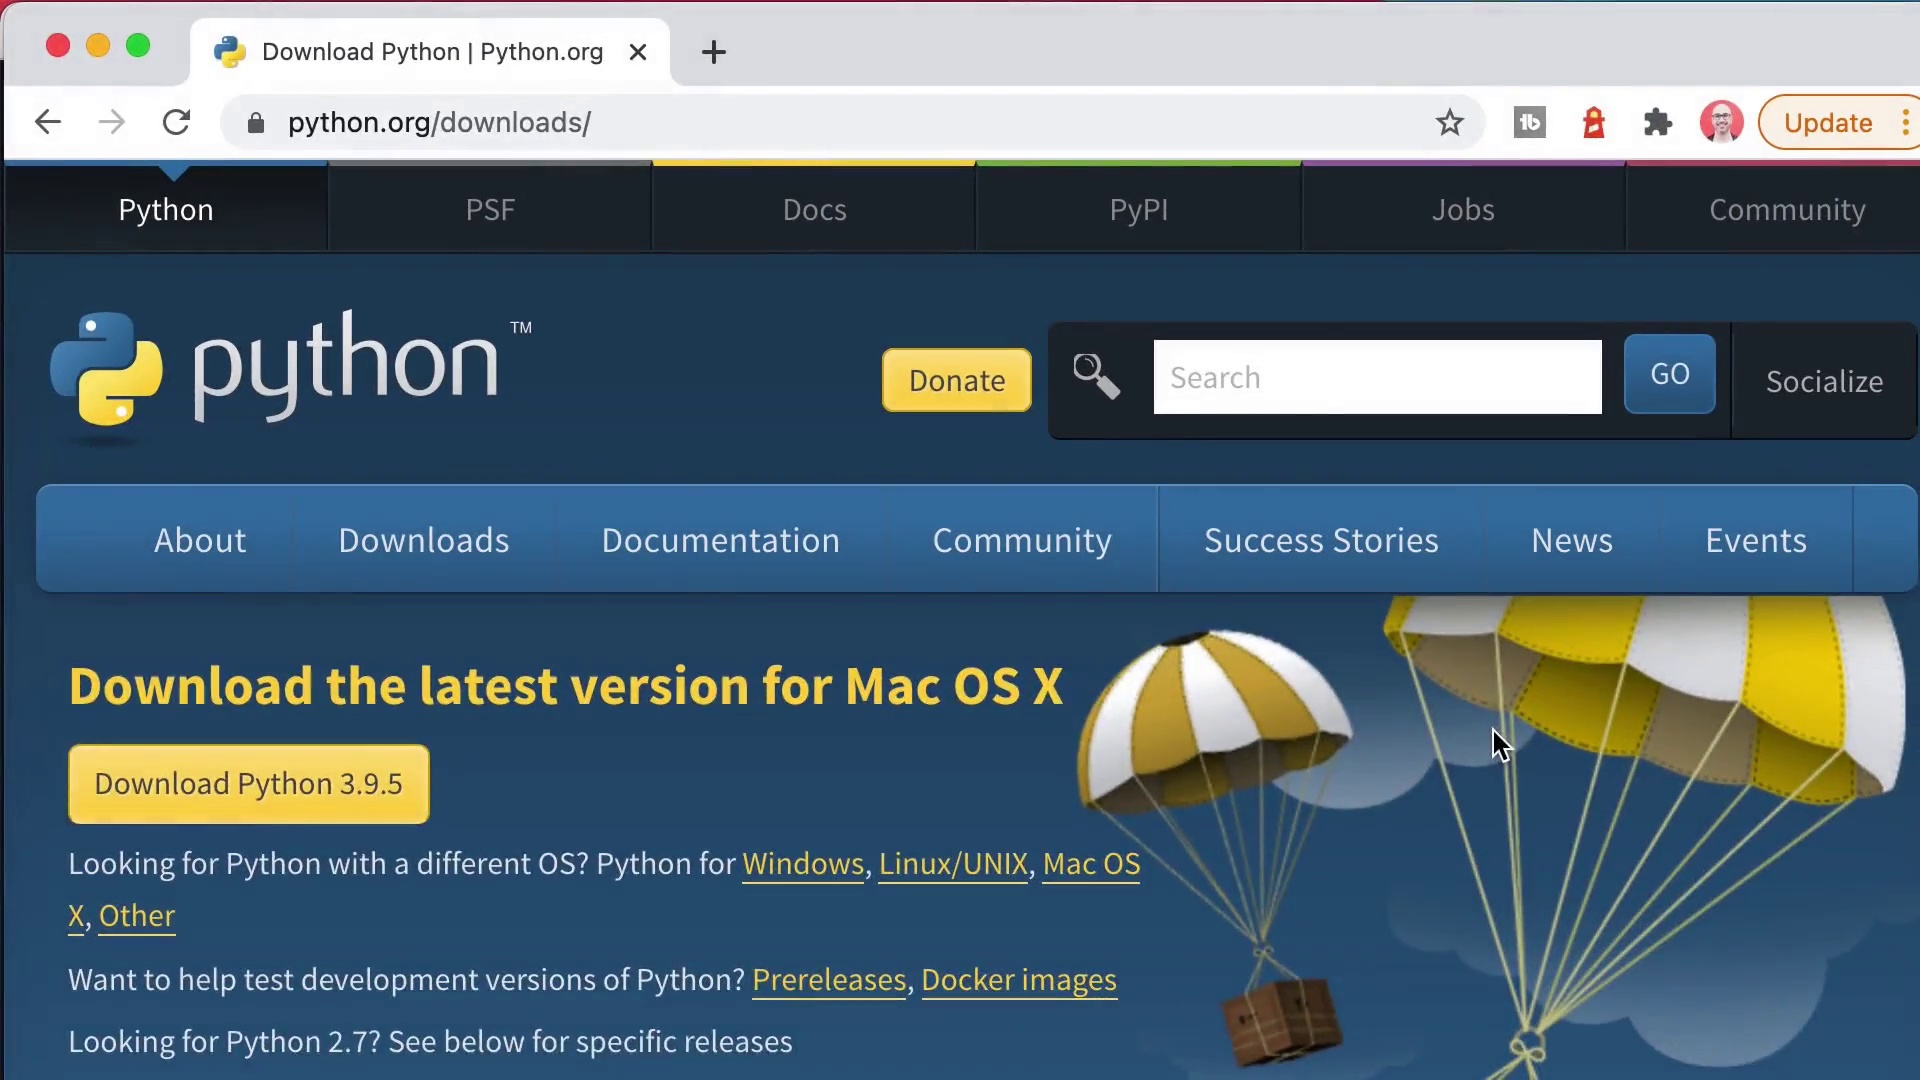 Download Python | Python.org
python.org/downloads/
tb
Update
Python
PSF
Docs
PyPI
Jobs
Community
python™
Donate
Search
GO
Socialize
About
Downloads
Documentation
Community
Success Stories
News
Events
Download the latest version for Mac OS X
Download Python 3.9.5
Looking for Python with a different OS? Python for Windows, Linux/UNIX, Mac OS
X, Other
Want to help test development versions of Python? Prereleases, Docker images
Looking for Python 2.7? See below for specific releases